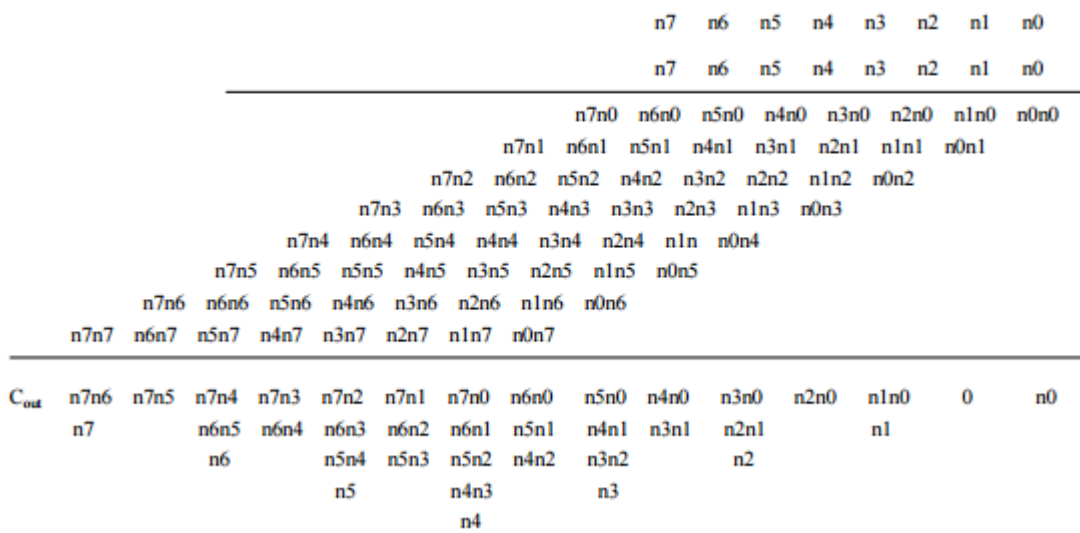 n7 n6 n5 n4 n3 n2 n1 n0
n7 n6 n5 n4 n3 n2 n1 n0
n7n0 n6n0 n5n0 n4n0 n3n0 n2n0 n1n0 n0n0
n7n1 n6n1 n5n1 n4n1 n3n1 n2n1 n1n1 n0n1
n7n2 n6n2 n5n2 n4n2 n3n2 n2n2 n1n2 n0n2
n7n3 n6n3 n5n3 n4n3 n3n3 n2n3 n1n3 n0n3
n7n4 n6n4 n5n4 n4n4 n3n4 n2n4 n1n n0n4
n7n5 n6n5 n5n5 n4n5 n3n5 n2n5 n1n5 n0n5
n7n6 n6n6 n5n6 n4n6 n3n6 n2n6 n1n6 n0n6
n7n7 n6n7 n5n7 n4n7 n3n7 n2n7 n1n7 n0n7
Cout n7n6 n7n5 n7n4 n7n3 n7n2 n7n1 n7n0 n6n0 n5n0 n4n0 n3n0 n2n0 n1n0 0 n0
n7 n6n5 n6n4 n6n3 n6n2 n6n1 n5n1 n4n1 n3n1 n2n1 n1
n6 n5n4 n5n3 n5n2 n4n2 n3n2 n2
n5 n4n3 n3
n4